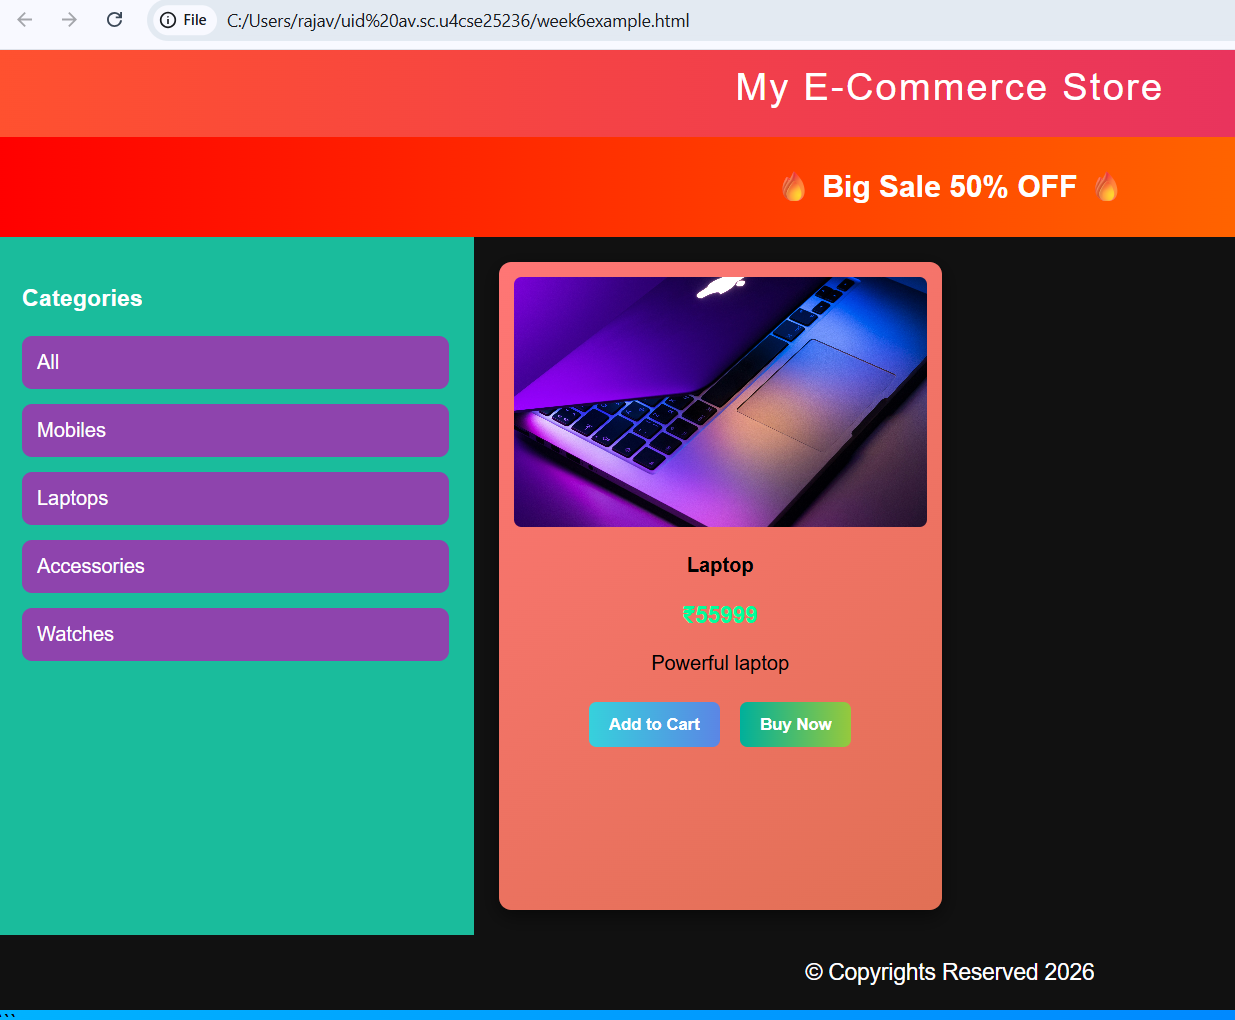 File C:/Users/rajav/uid%20av.sc.u4cse25236/week6example.html
My E-Commerce Store
🔥 Big Sale 50% OFF 🔥
Categories
All
Mobiles
Laptops
Accessories
Watches
Laptop
₹55999
Powerful laptop
Add to Cart Buy Now
© Copyrights Reserved 2026
```